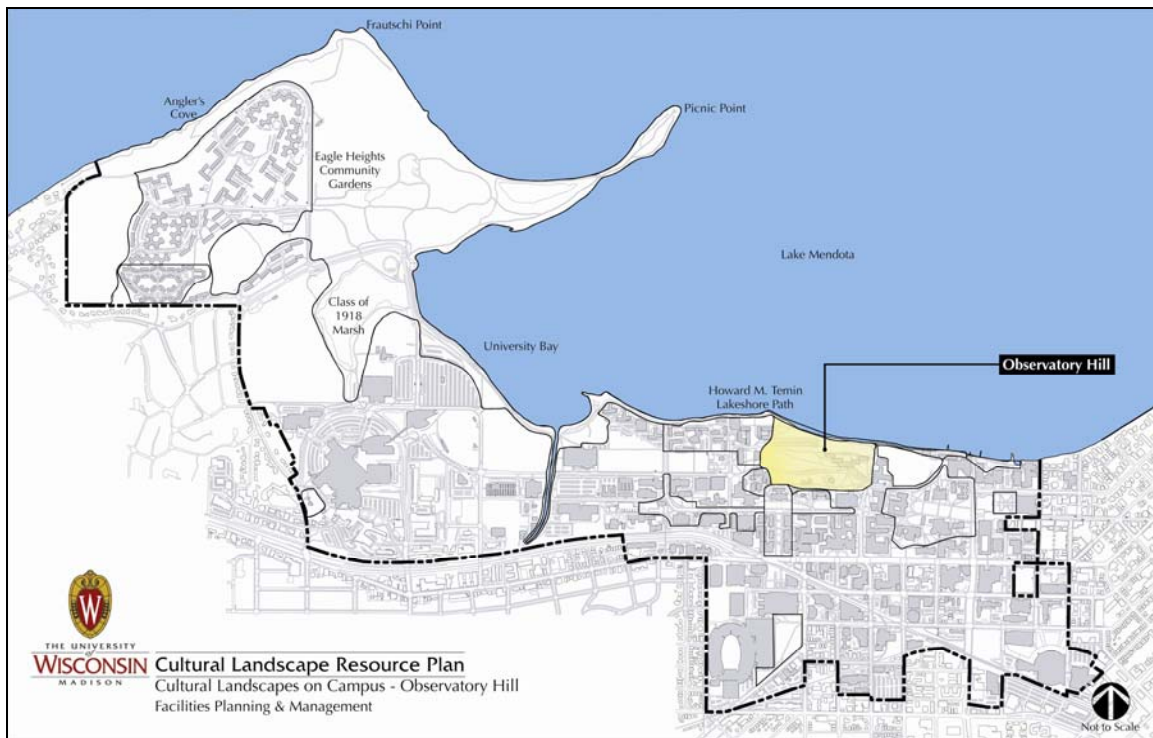 Frautschi Point
Angler's
Cove
Picnic Point
Eagle Heights
Community
Gardens
Lake Mendota
Class of
1918
Marsh
University Bay
Observatory Hill
Howard M. Temin
Lakeshore Path
W
THE UNIVERSITY
of
WISCONSIN
MADISON
Cultural Landscape Resource Plan
Cultural Landscapes on Campus - Observatory Hill
Facilities Planning & Management
Not to Scale